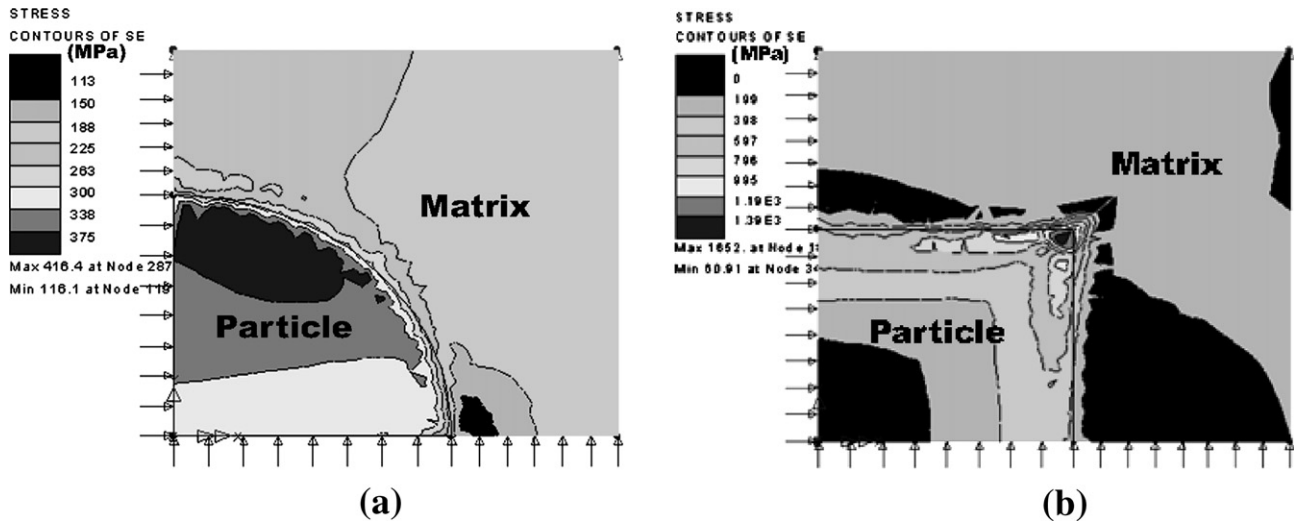 STRESS
CONTOURS OF SE
(MPa)
113
150
188
225
263
300
338
375
Max 416.4 at Node 287
Min 116.1 at Node 119
Matrix
Particle
(a)
STRESS
CONTOURS OF SE
(MPa)
0
199
398
597
796
995
1.19E3
1.39E3
Max 1652. at Node
Min 60.91 at Node
Matrix
Particle
(b)